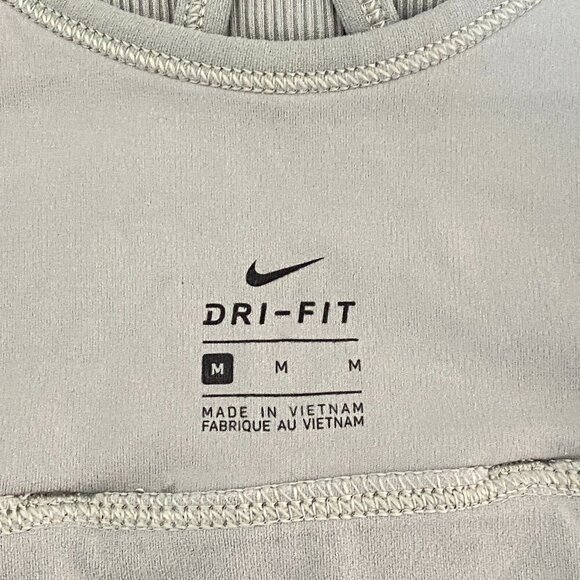 DRI-FIT
M M M
MADE IN VIETNAM
FABRIQUE AU VIETNAM